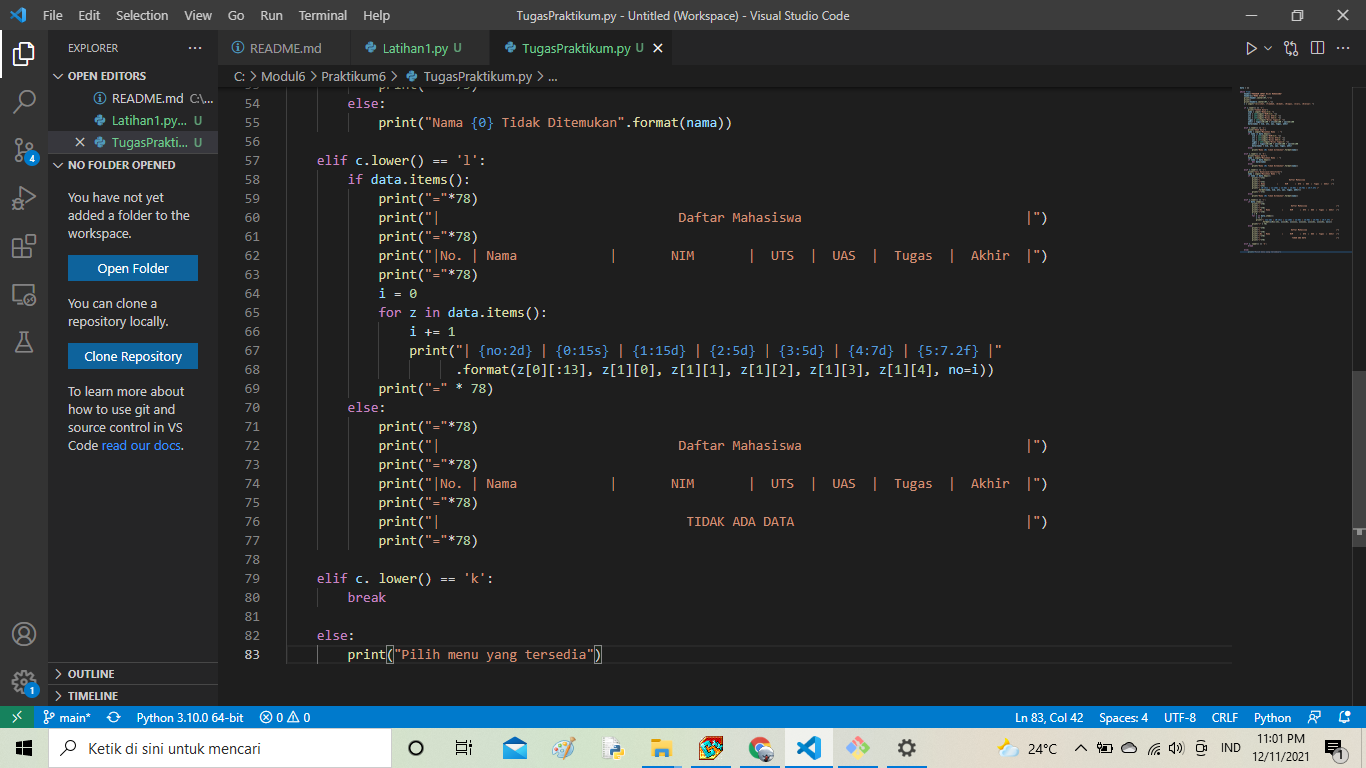 File Edit Selection View Go Run Terminal Help
TugasPraktikum.py - Untitled (Workspace) - Visual Studio Code
EXPLORER
OPEN EDITORS
README.md C:\...
Latihan1.py... U
TugasPrakti... U
NO FOLDER OPENED
You have not yet
added a folder to the
workspace.
Open Folder
You can clone a
repository locally.
Clone Repository
To learn more about
how to use git and
source control in VS
Code read our docs.
OUTLINE
TIMELINE
README.md
Latihan1.py U
TugasPraktikum.py U
C: > Modul6 > Praktikum6 > TugasPraktikum.py > ...
54 else:
55 print("Nama {0} Tidak Ditemukan".format(nama))
56
57 elif c.lower() == 'l':
58 if data.items():
59 print("="*78)
60 print("| Daftar Mahasiswa |")
61 print("="*78)
62 print("|No. | Nama | NIM | UTS | UAS | Tugas | Akhir |")
63 print("="*78)
64 i = 0
65 for z in data.items():
66 i += 1
67 print("| {no:2d} | {0:15s} | {1:15d} | {2:5d} | {3:5d} | {4:7d} | {5:7.2f} |"
68 .format(z[0][:13], z[1][0], z[1][1], z[1][2], z[1][3], z[1][4], no=i))
69 print("=" * 78)
70 else:
71 print("="*78)
72 print("| Daftar Mahasiswa |")
73 print("="*78)
74 print("|No. | Nama | NIM | UTS | UAS | Tugas | Akhir |")
75 print("="*78)
76 print("| TIDAK ADA DATA |")
77 print("="*78)
78
79 elif c. lower() == 'k':
80 break
81
82 else:
83 print("Pilih menu yang tersedia")
4
1
main* Python 3.10.0 64-bit 0 0 Ln 83, Col 42 Spaces: 4 UTF-8 CRLF Python
Ketik di sini untuk mencari
24°C
IND
11:01 PM
12/11/2021
1